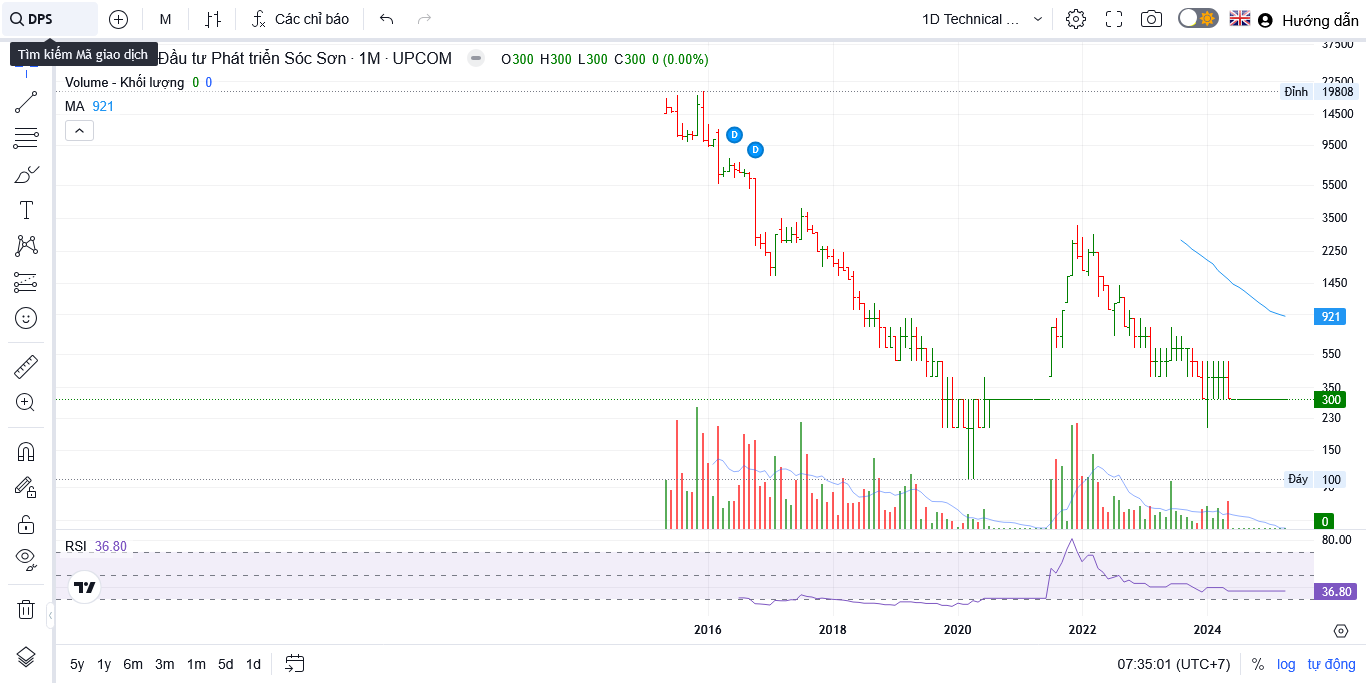 DPS
M
Các chỉ báo
1D Technical ...
Hướng dẫn
Tìm kiếm Mã giao dịch
Đầu tư Phát triển Sóc Sơn · 1M · UPCOM
O300 H300 L300 C300 0 (0.00%)
Volume - Khối lượng 0 0
MA 921
D
D
37500
22500
Đỉnh 19808
14500
9500
5500
3500
2250
1450
921
550
350
300
230
150
Đáy 100
0
RSI 36.80
80.00
36.80
2016 2018 2020 2022 2024
5y 1y 6m 3m 1m 5d 1d
07:35:01 (UTC+7) % log tự động